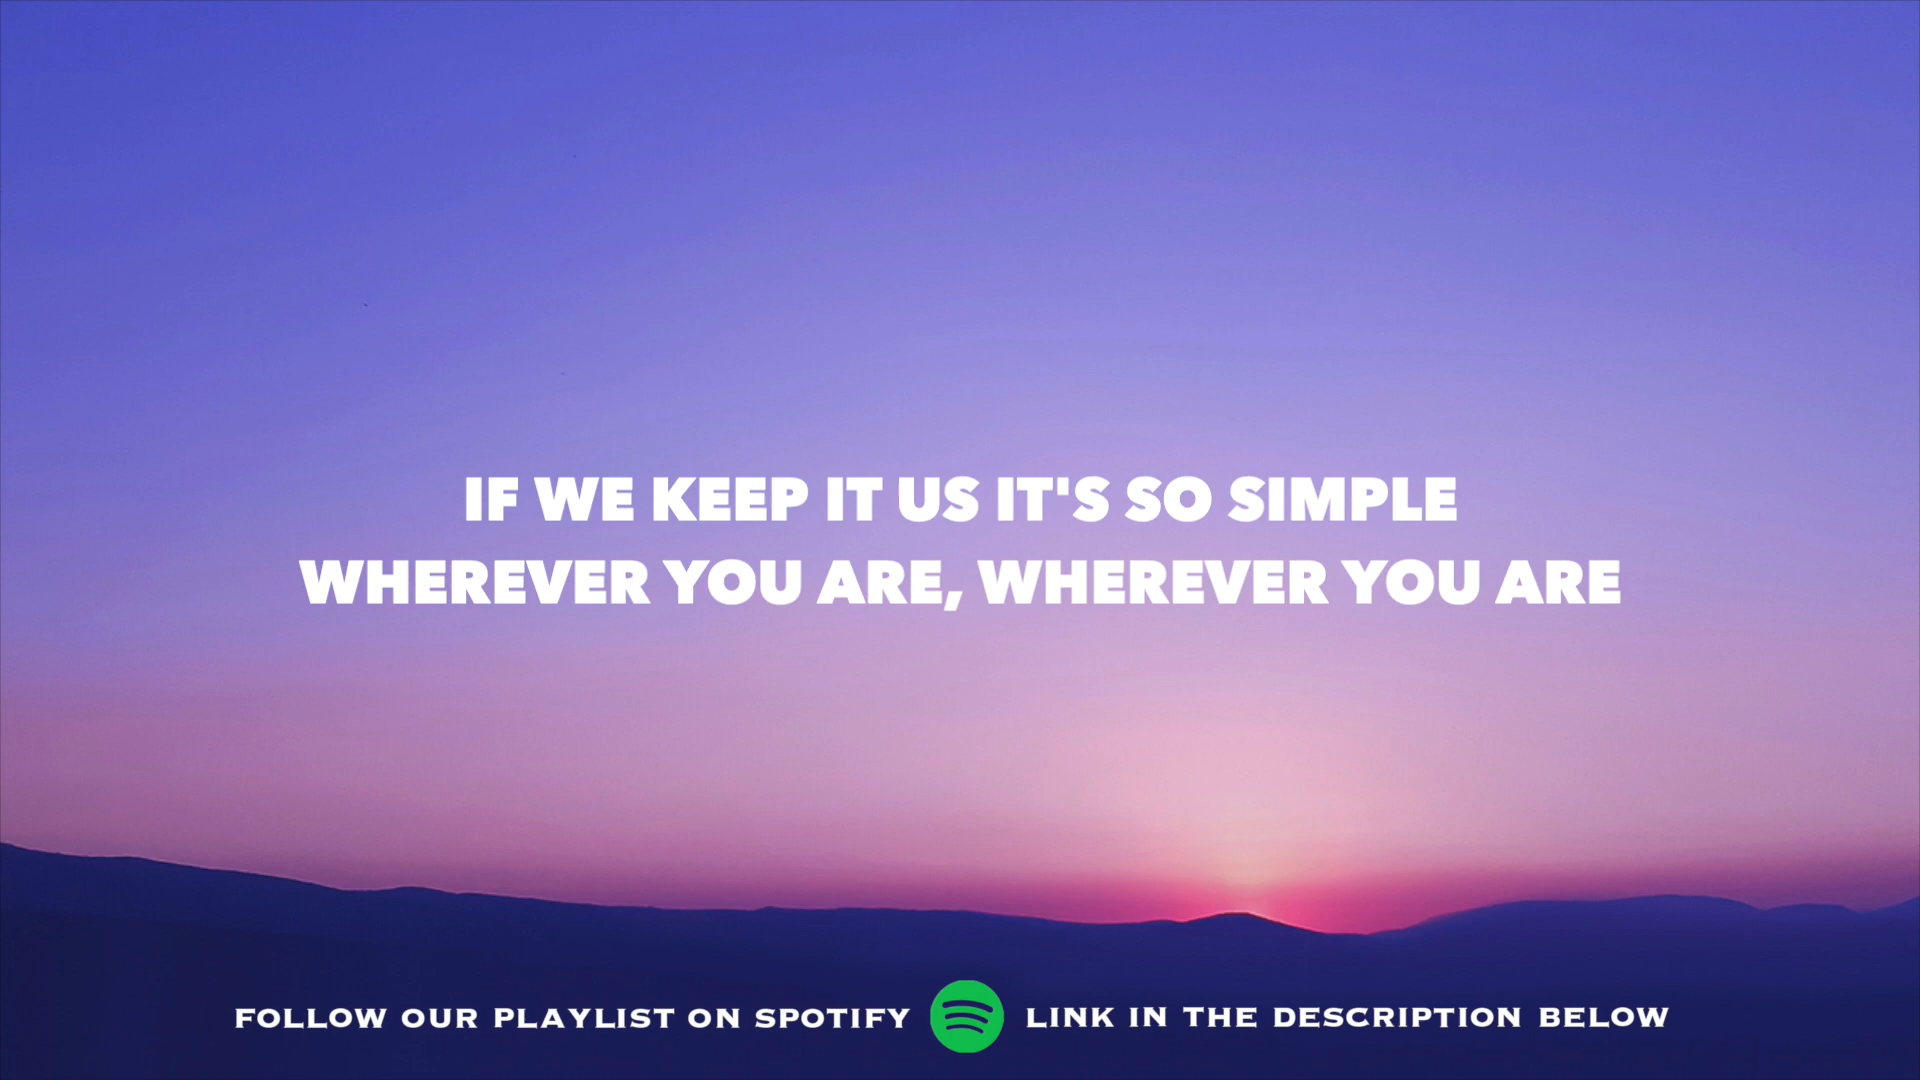 IF WE KEEP IT US IT'S SO SIMPLE
WHEREVER YOU ARE, WHEREVER YOU ARE
FOLLOW OUR PLAYLIST ON SPOTIFY LINK IN THE DESCRIPTION BELOW